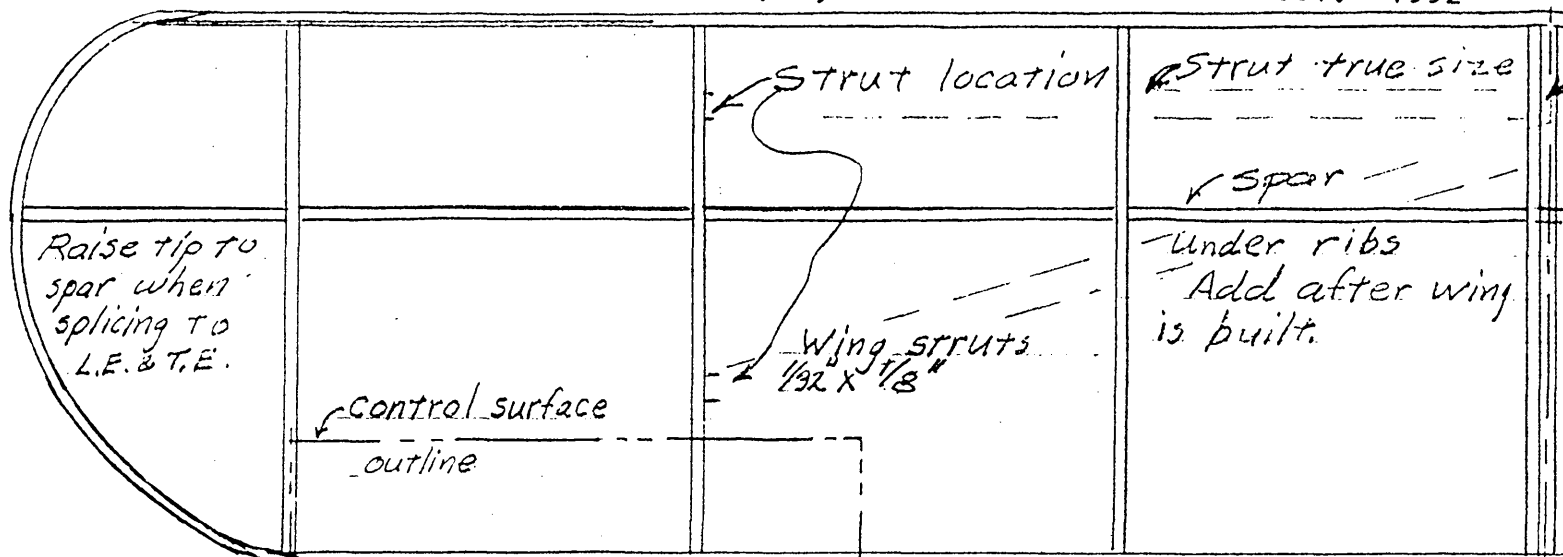 1992
Strut location
Strut true size
spar
Raise tip to
spar when
splicing to
L.E. & T.E.
Under ribs
Add after wing
is built.
Wing struts
1/32" x 1/8"
Control surface
outline